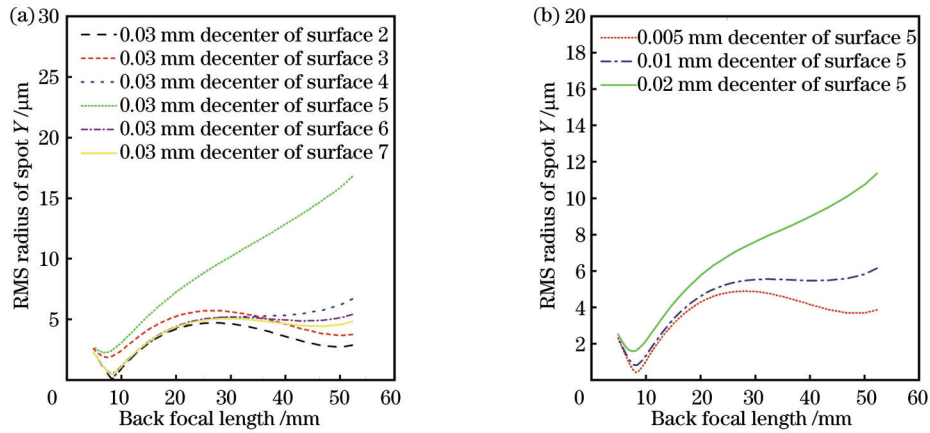 (a)
30
25
20
15
10
5
0
10
20
30
40
50
60
RMS radius of spot Y /μm
Back focal length /mm
0.03 mm decenter of surface 2
0.03 mm decenter of surface 3
0.03 mm decenter of surface 4
0.03 mm decenter of surface 5
0.03 mm decenter of surface 6
0.03 mm decenter of surface 7
(b)
20
18
16
14
12
10
8
6
4
2
0
10
20
30
40
50
60
RMS radius of spot Y /μm
Back focal length /mm
0.005 mm decenter of surface 5
0.01 mm decenter of surface 5
0.02 mm decenter of surface 5